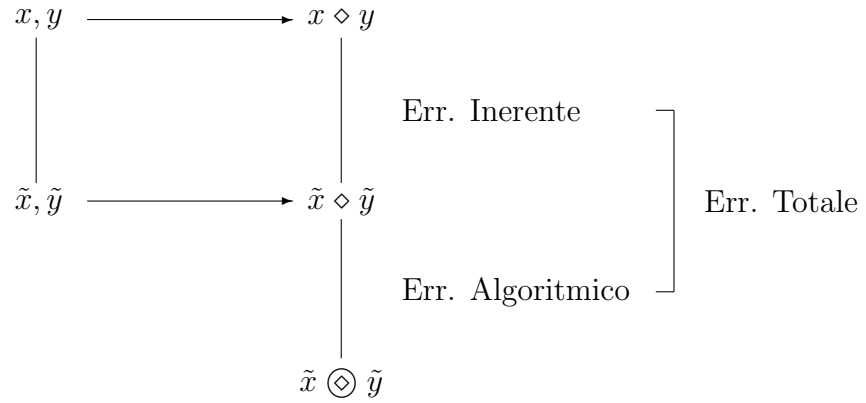 x, y x ⋄ y
Err. Inerente
x̃, ỹ x̃ ⋄ ỹ Err. Totale
Err. Algoritmico
x̃ ⟐ ỹ